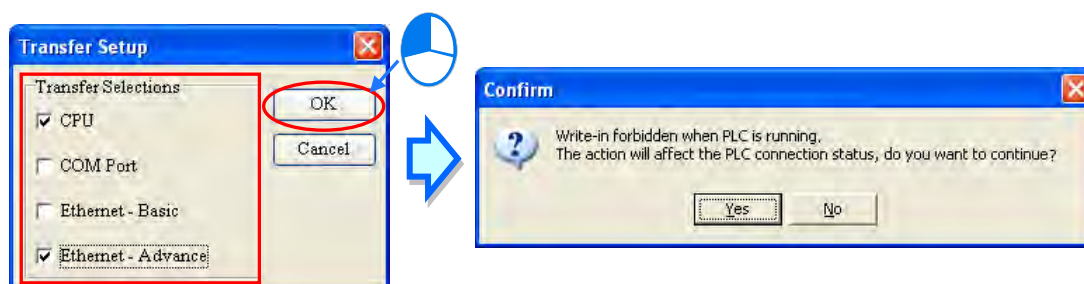 Transfer Setup
Transfer Selections
CPU
COM Port
Ethernet - Basic
Ethernet - Advance
OK
Cancel
Confirm
Write-in forbidden when PLC is running.
The action will affect the PLC connection status, do you want to continue?
Yes
No